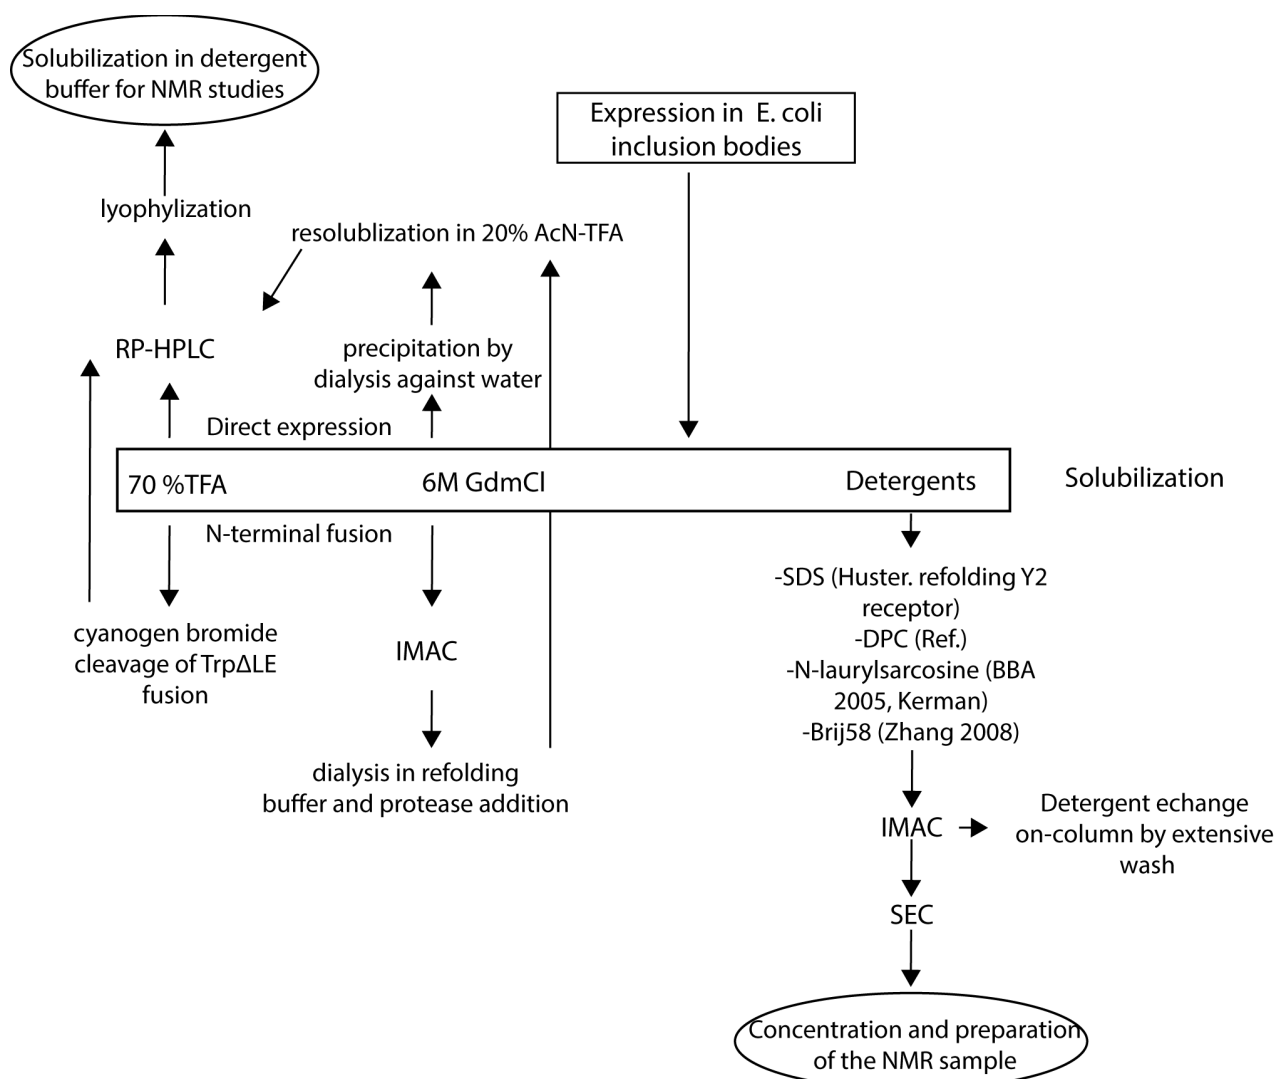 Solubilization in detergent
buffer for NMR studies
Expression in E. coli
inclusion bodies
lyophylization
resolublization in 20% AcN-TFA
RP-HPLC
precipitation by
dialysis against water
Direct expression
70 %TFA
6M GdmCl
Detergents
Solubilization
N-terminal fusion
cyanogen bromide
cleavage of TrpΔLE
fusion
IMAC
dialysis in refolding
buffer and protease addition
-SDS (Huster. refolding Y2
receptor)
-DPC (Ref.)
-N-laurylsarcosine (BBA
2005, Kerman)
-Brij58 (Zhang 2008)
IMAC
Detergent echange
on-column by extensive
wash
SEC
Concentration and preparation
of the NMR sample